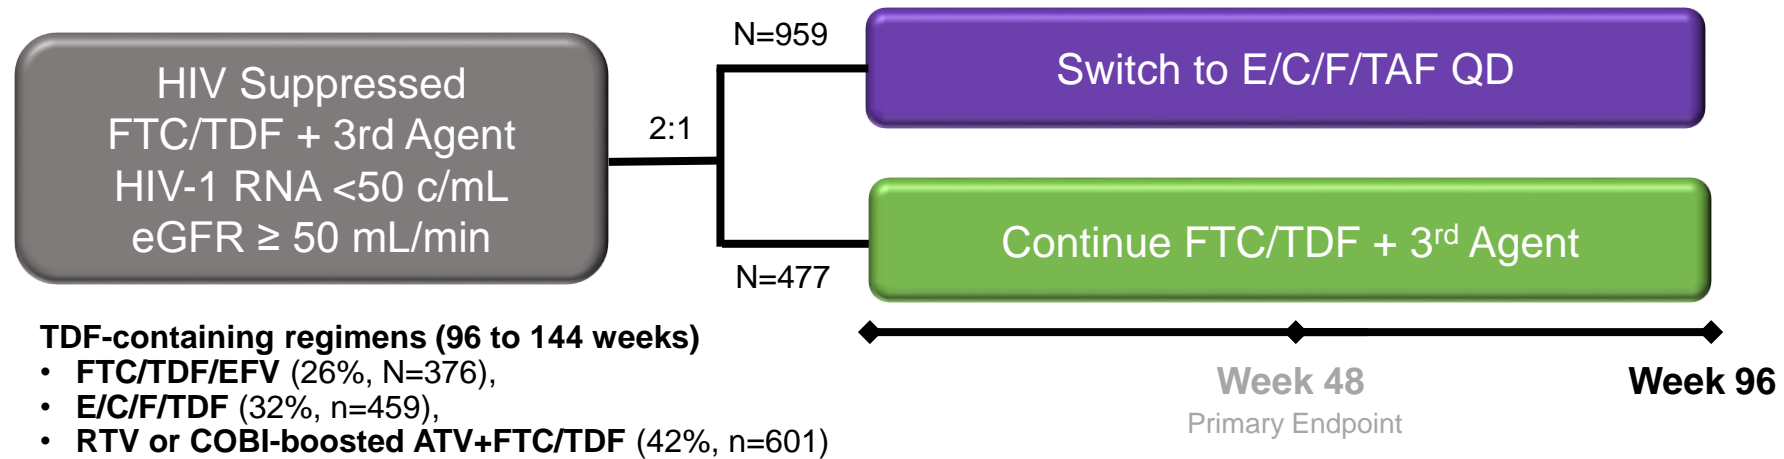 HIV Suppressed
FTC/TDF + 3rd Agent
HIV-1 RNA <50 c/mL
eGFR ≥ 50 mL/min
2:1
N=959
Switch to E/C/F/TAF QD
N=477
Continue FTC/TDF + 3rd Agent
TDF-containing regimens (96 to 144 weeks)
• FTC/TDF/EFV (26%, N=376),
• E/C/F/TDF (32%, n=459),
• RTV or COBI-boosted ATV+FTC/TDF (42%, n=601)
Week 48
Primary Endpoint
Week 96